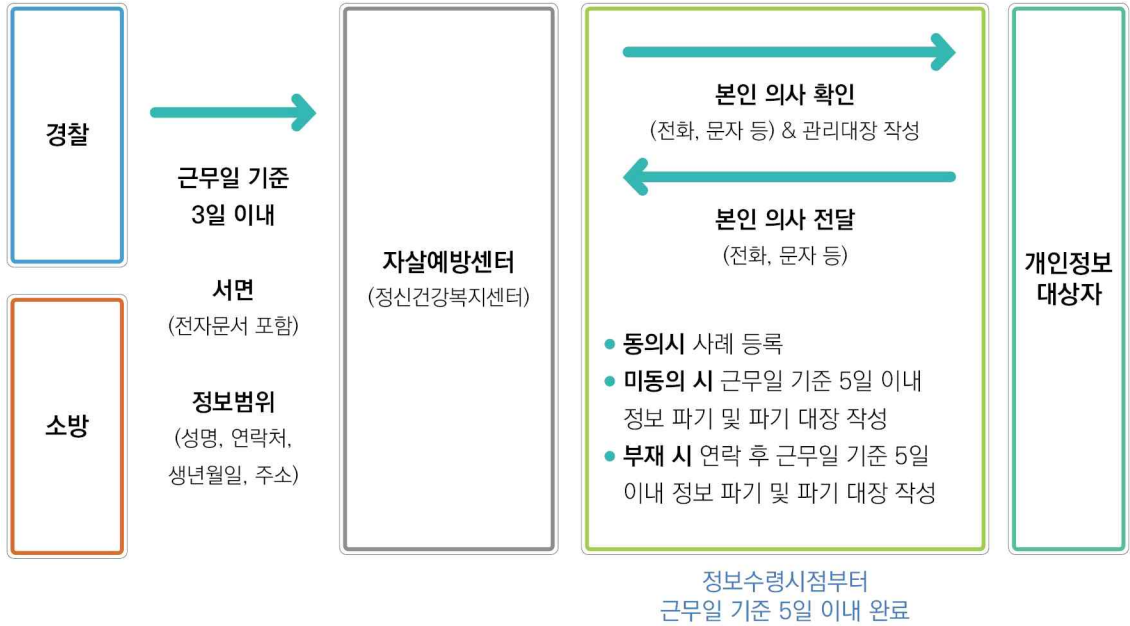 경찰
소방
근무일 기준
3일 이내
서면
(전자문서 포함)
정보범위
(성명, 연락처,
생년월일, 주소)
자살예방센터
(정신건강복지센터)
본인 의사 확인
(전화, 문자 등) & 관리대장 작성
본인 의사 전달
(전화, 문자 등)
• 동의시 사례 등록
• 미동의 시 근무일 기준 5일 이내
정보 파기 및 파기 대장 작성
• 부재 시 연락 후 근무일 기준 5일
이내 정보 파기 및 파기 대장 작성
개인정보
대상자
정보수령시점부터
근무일 기준 5일 이내 완료